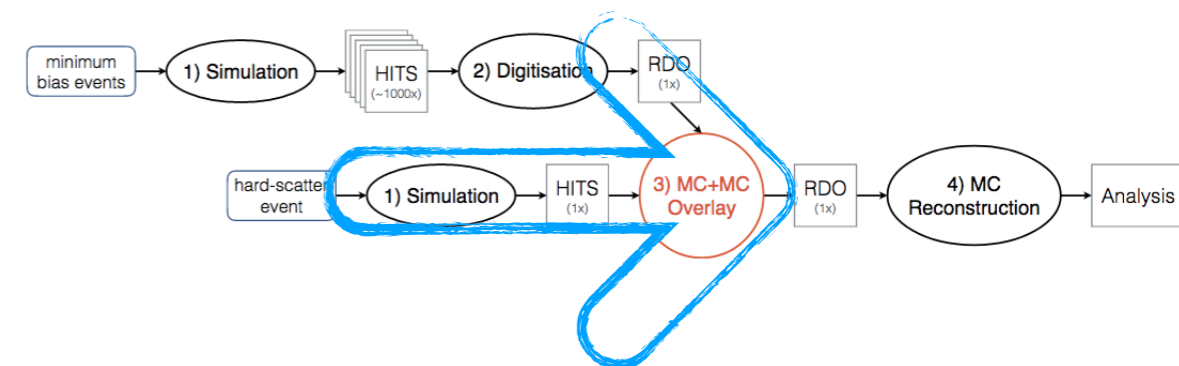 minimum
bias events
1) Simulation
HITS
(~1000x)
2) Digitisation
RDO
(1x)
hard-scatter
event
1) Simulation
HITS
(1x)
3) MC+MC
Overlay
RDO
(1x)
4) MC
Reconstruction
Analysis